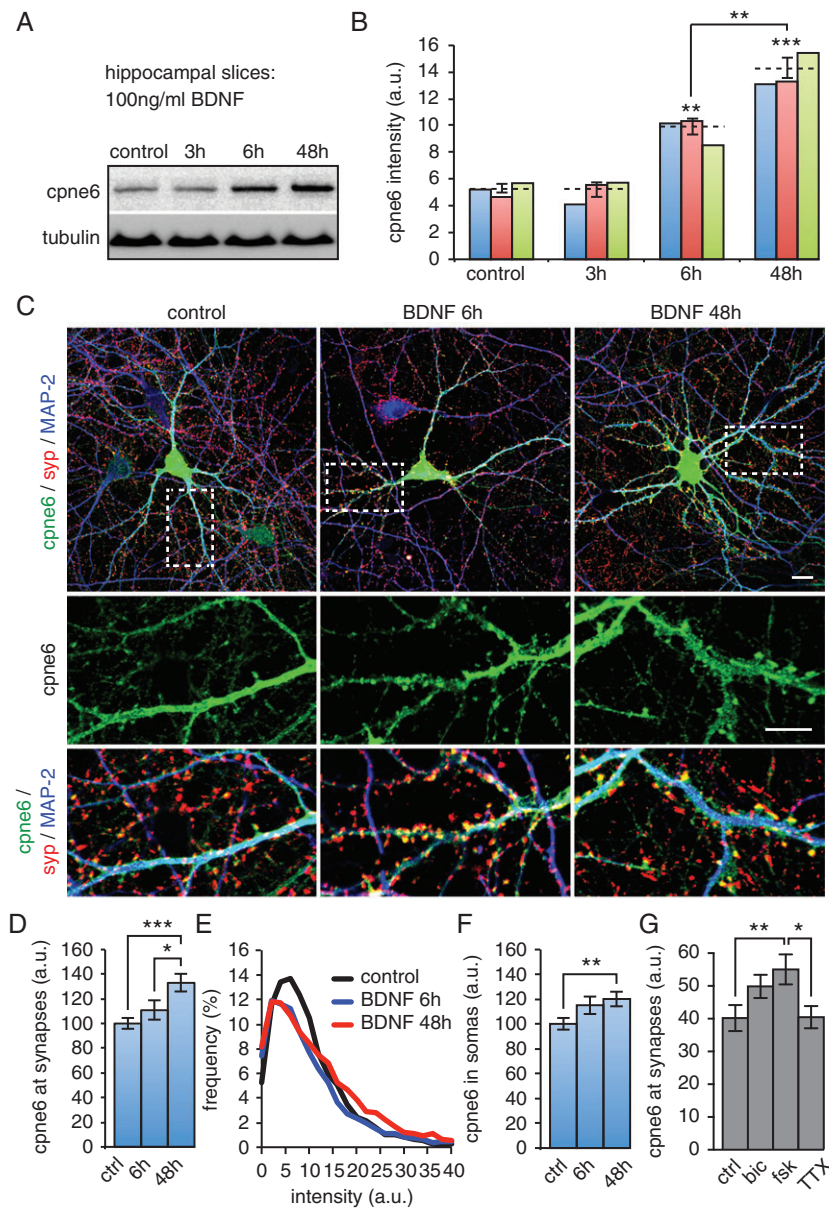 A
hippocampal slices:
100ng/ml BDNF
control 3h 6h 48h
cpne6
tubulin
B
cpne6 intensity (a.u.)
16
14
12
10
8
6
4
2
0
**
***
**
control 3h 6h 48h
C
control BDNF 6h BDNF 48h
cpne6 / syp / MAP-2
cpne6
cpne6 /
syp / MAP-2
D
cpne6 at synapses (a.u.)
160
140
120
100
80
60
40
20
0
***
*
ctrl 6h 48h
E
frequency (%)
16
14
12
10
8
6
4
2
0
control
BDNF 6h
BDNF 48h
0 5 10 15 20 25 30 35 40
intensity (a.u.)
F
cpne6 in somas (a.u.)
160
140
120
100
80
60
40
20
0
**
ctrl 6h 48h
G
cpne6 at synapses (a.u.)
60
50
40
30
20
10
0
** *
ctrl bic fsk TTX